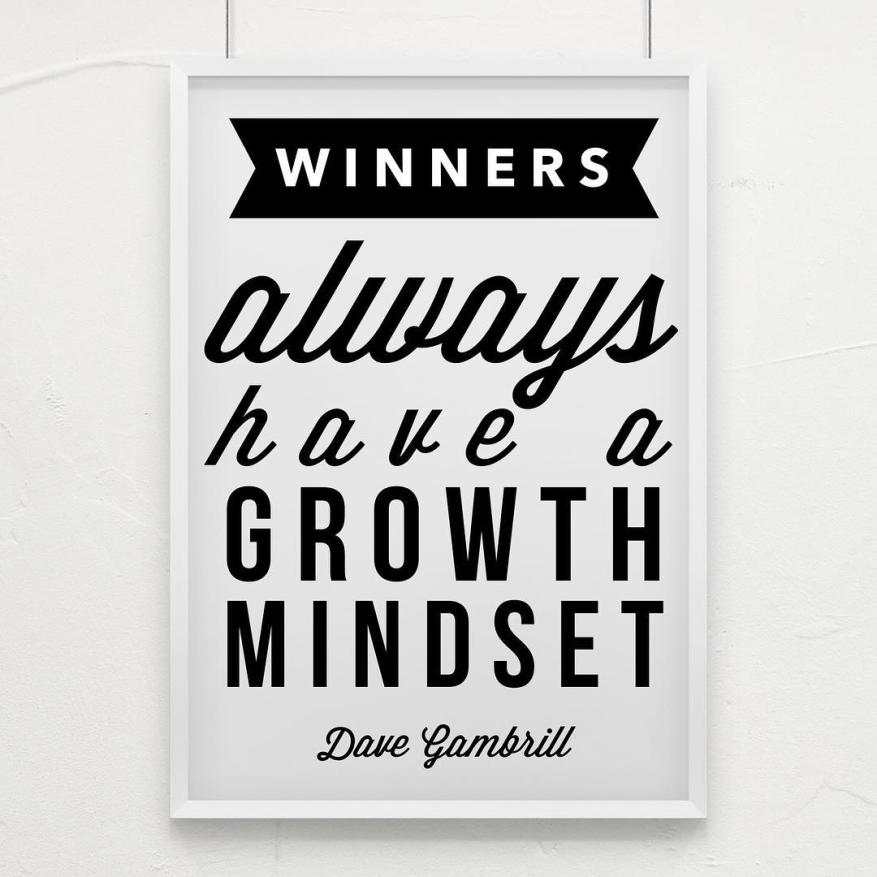 WINNERS
always
have a
GROWTH
MINDSET
Dave Gambrill